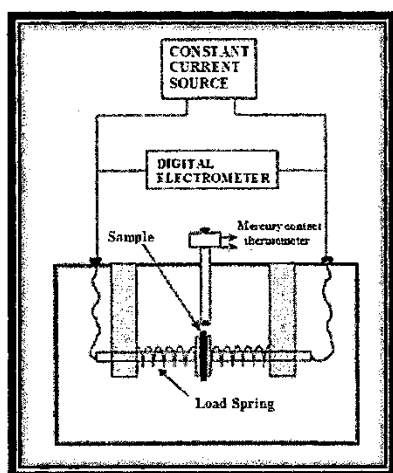 CONSTANT
CURRENT
SOURCE
DIGITAL
ELECTROMETER
Mercury contact
thermometer
Sample
Load Spring